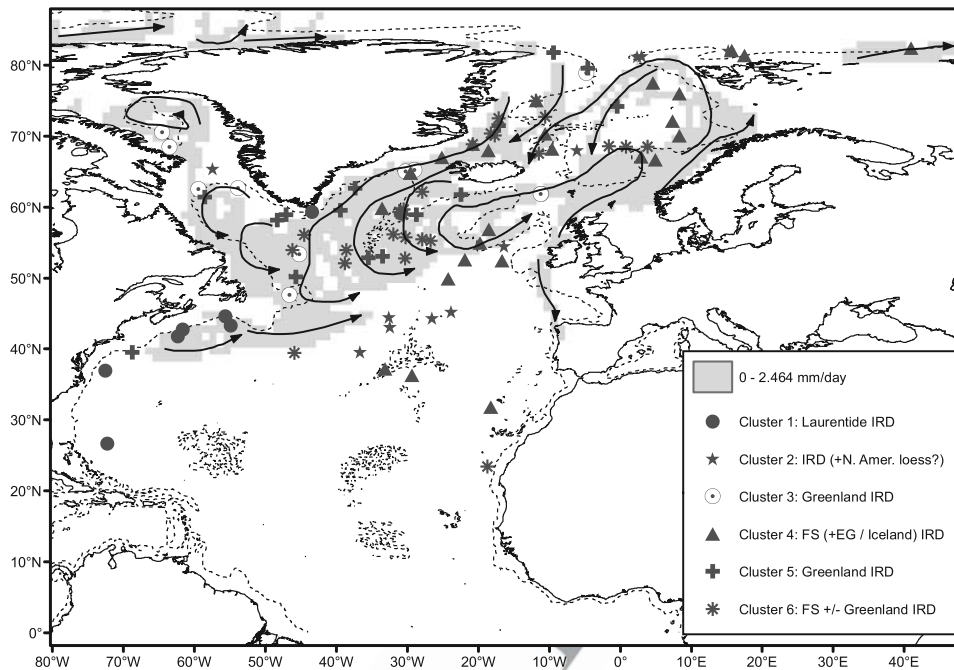 80°N
70°N
60°N
50°N
40°N
30°N
20°N
10°N
0°
80°W 70°W 60°W 50°W 40°W 30°W 20°W 10°W 0° 10°E 20°E 30°E 40°E
0 - 2.464 mm/day
Cluster 1: Laurentide IRD
Cluster 2: IRD (+N. Amer. loess?)
Cluster 3: Greenland IRD
Cluster 4: FS (+EG / Iceland) IRD
Cluster 5: Greenland IRD
Cluster 6: FS +/- Greenland IRD